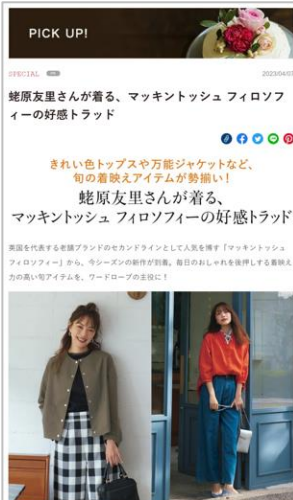 PICK UP!
SPECIAL PR 2023/04/07
蛯原友里さんが着る、マッキントッシュ フィロソフ
ィーの好感トラッド
きれい色トップスや万能ジャケットなど、
旬の着映えアイテムが勢揃い！
蛯原友里さんが着る、
マッキントッシュ フィロソフィーの好感トラッド
英国を代表する老舗ブランドのセカンドラインとして人気を博す「マッキントッシュ
フィロソフィー」から、今シーズンの新作が到着。毎日のおしゃれを後押しする着映え
力の高い旬アイテムを、ワードローブの主役に！